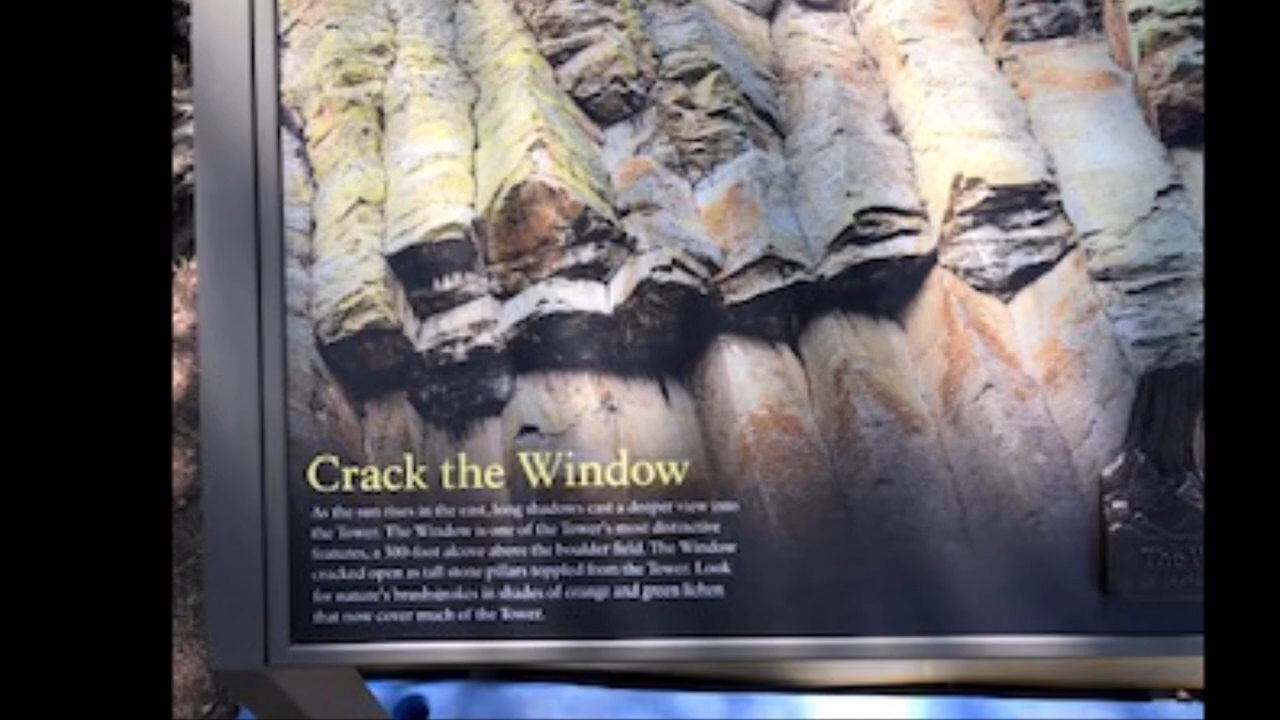 Crack the Window
As the sun rises in the east, long shadows cast a deeper view into
the Tower. The Window is one of the Tower's most distinctive
features, a 300-foot alcove above the boulder field. The Window
cracked open as tall stone pillars toppled from the Tower. Look
for nature's brushstrokes in shades of orange and green lichen
that now cover much of the Tower.